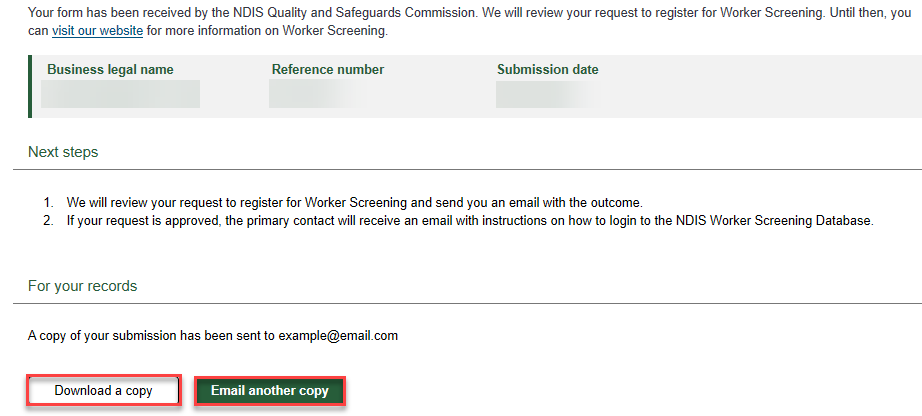 Your form has been received by the NDIS Quality and Safeguards Commission. We will review your request to register for Worker Screening. Until then, you
can visit our website for more information on Worker Screening.
Business legal name Reference number Submission date
Next steps
1. We will review your request to register for Worker Screening and send you an email with the outcome.
2. If your request is approved, the primary contact will receive an email with instructions on how to login to the NDIS Worker Screening Database.
For your records
A copy of your submission has been sent to example@email.com
Download a copy Email another copy